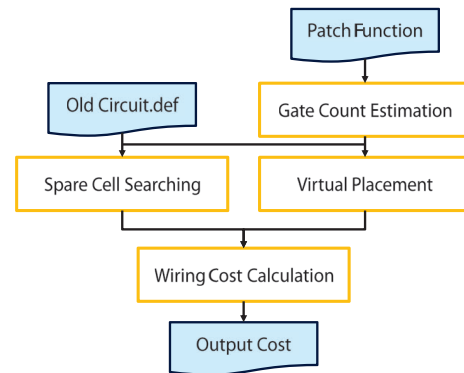 Patch Function
Old Circuit.def
Gate Count Estimation
Spare Cell Searching
Virtual Placement
Wiring Cost Calculation
Output Cost